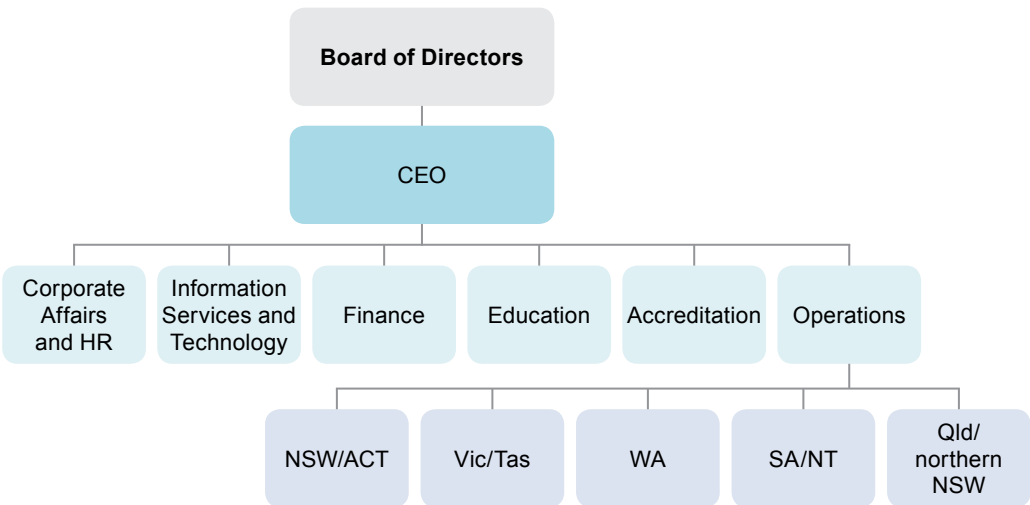 Board of Directors
CEO
Corporate
Affairs
and HR
Information
Services and
Technology
Finance
Education
Accreditation
Operations
NSW/ACT
Vic/Tas
WA
SA/NT
Qld/
northern
NSW